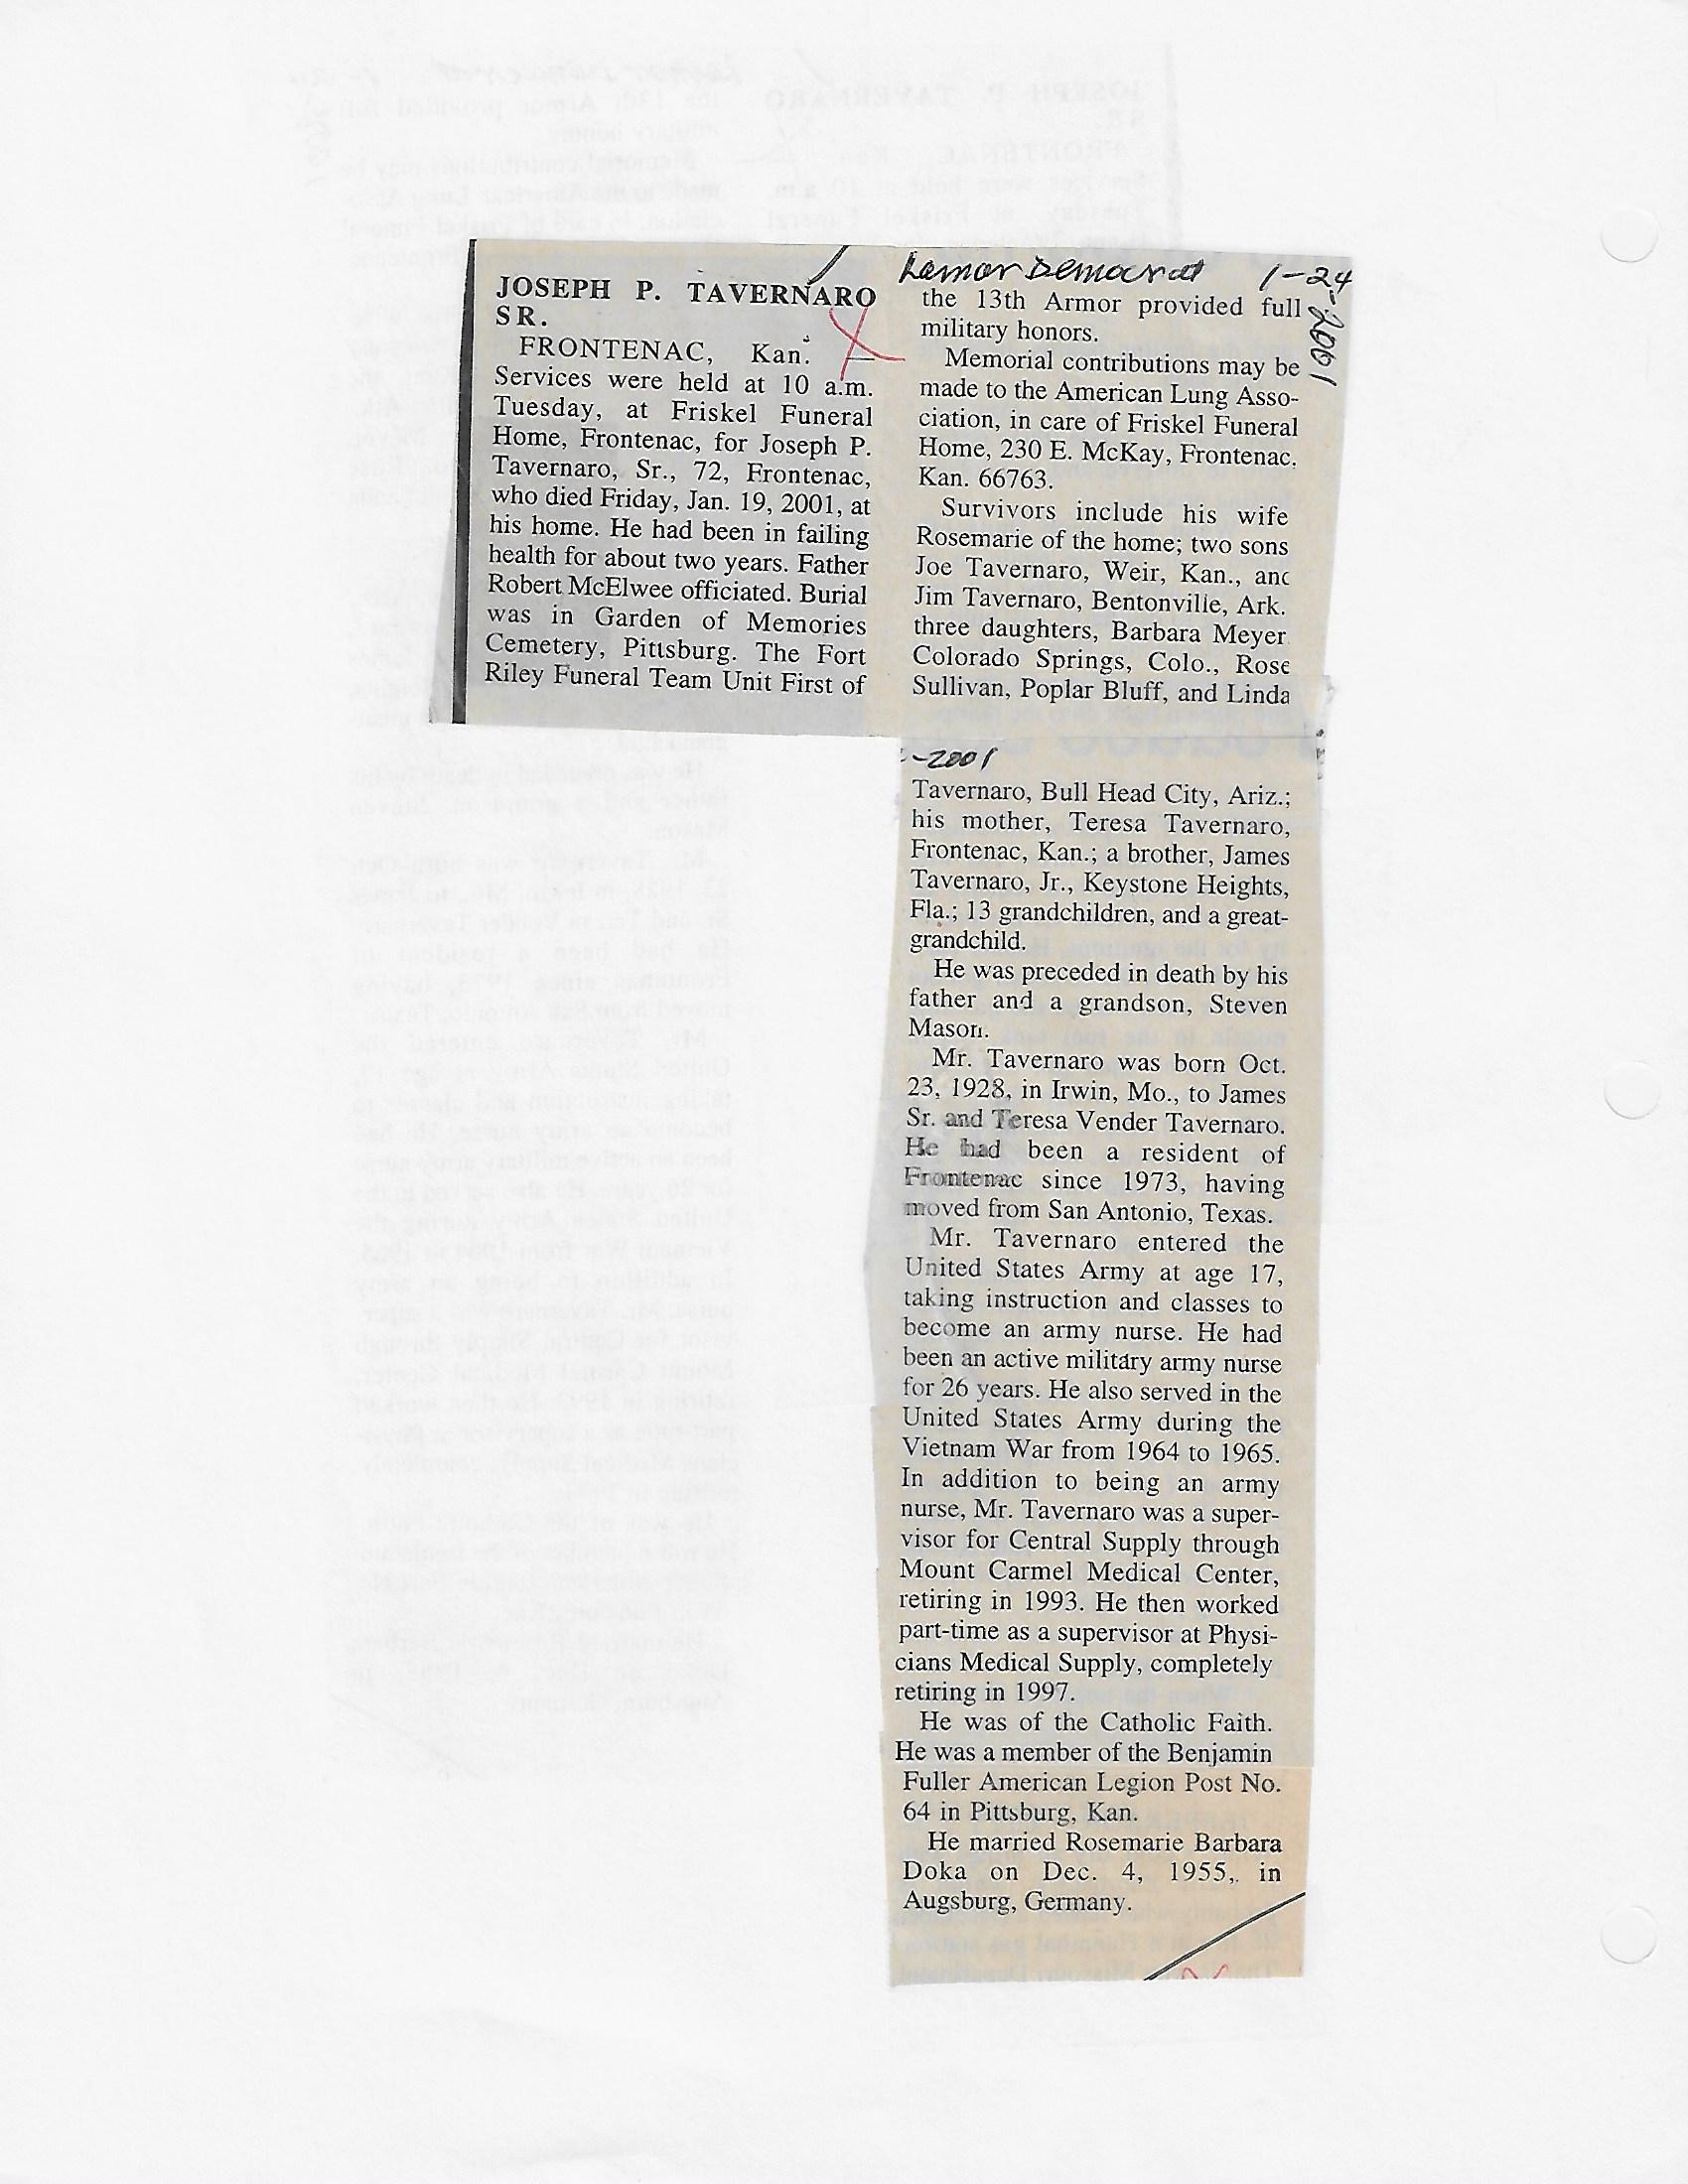 JOSEPH P. TAVERNARO
SR.
FRONTENAC, Kan. —
Services were held at 10 a.m.
Tuesday, at Friskel Funeral
Home, Frontenac, for Joseph P.
Tavernaro, Sr., 72, Frontenac,
who died Friday, Jan. 19, 2001, at
his home. He had been in failing
health for about two years. Father
Robert McElwee officiated. Burial
was in Garden of Memories
Cemetery, Pittsburg. The Fort
Riley Funeral Team Unit First of
Lamar Democrat 1-24
-2001
the 13th Armor provided full
military honors.
Memorial contributions may be
made to the American Lung Asso-
ciation, in care of Friskel Funeral
Home, 230 E. McKay, Frontenac,
Kan. 66763.
Survivors include his wife
Rosemarie of the home; two sons
Joe Tavernaro, Weir, Kan., and
Jim Tavernaro, Bentonville, Ark.
three daughters, Barbara Meyer
Colorado Springs, Colo., Rose
Sullivan, Poplar Bluff, and Linda
-2001
Tavernaro, Bull Head City, Ariz.;
his mother, Teresa Tavernaro,
Frontenac, Kan.; a brother, James
Tavernaro, Jr., Keystone Heights,
Fla.; 13 grandchildren, and a great-
grandchild.
He was preceded in death by his
father and a grandson, Steven
Mason.
Mr. Tavernaro was born Oct.
23, 1928, in Irwin, Mo., to James
Sr. and Teresa Vender Tavernaro.
He had been a resident of
Frontenac since 1973, having
moved from San Antonio, Texas.
Mr. Tavernaro entered the
United States Army at age 17,
taking instruction and classes to
become an army nurse. He had
been an active military army nurse
for 26 years. He also served in the
United States Army during the
Vietnam War from 1964 to 1965.
In addition to being an army
nurse, Mr. Tavernaro was a super-
visor for Central Supply through
Mount Carmel Medical Center,
retiring in 1993. He then worked
part-time as a supervisor at Physi-
cians Medical Supply, completely
retiring in 1997.
He was of the Catholic Faith.
He was a member of the Benjamin
Fuller American Legion Post No.
64 in Pittsburg, Kan.
He married Rosemarie Barbara
Doka on Dec. 4, 1955, in
Augsburg, Germany.